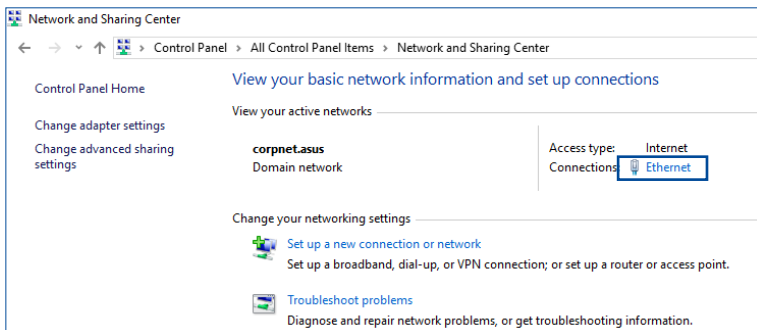 Network and Sharing Center
Control Panel > All Control Panel Items > Network and Sharing Center
Control Panel Home
Change adapter settings
Change advanced sharing
settings
View your basic network information and set up connections
View your active networks
corpnet.asus
Domain network
Access type: Internet
Connections Ethernet
Change your networking settings
Set up a new connection or network
Set up a broadband, dial-up, or VPN connection; or set up a router or access point.
Troubleshoot problems
Diagnose and repair network problems, or get troubleshooting information.